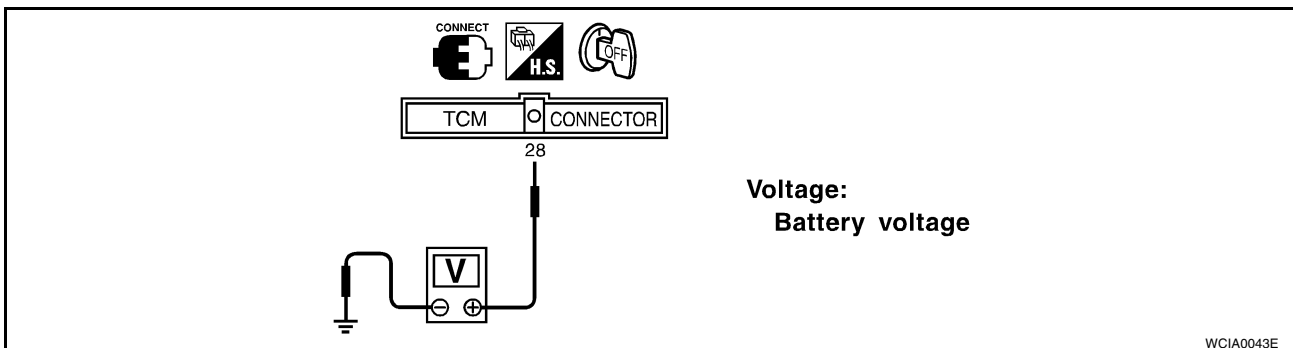 CONNECT
H.S.
OFF
TCM CONNECTOR
28
Voltage:
Battery voltage
V
− +
WCIA0043E